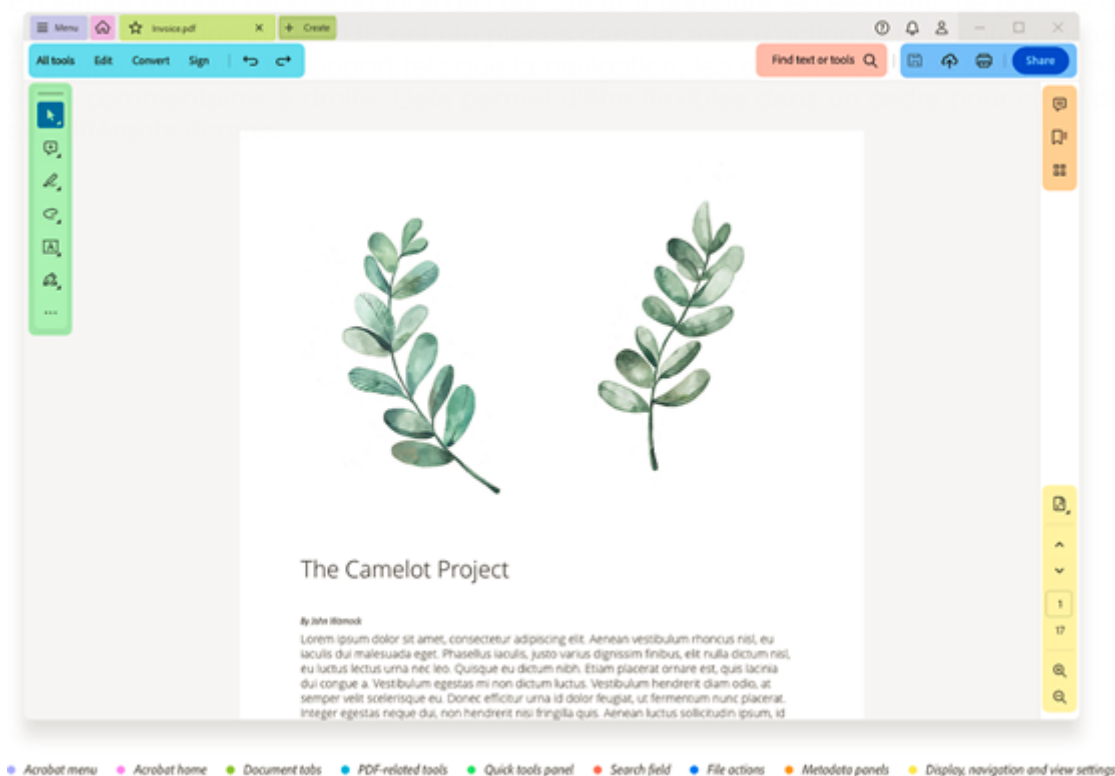 Menu
Invoice.pdf
Create
All tools Edit Convert Sign
Find text or tools
Share
The Camelot Project
By John Warnock
Lorem ipsum dolor sit amet, consectetur adipiscing elit. Aenean vestibulum rhoncus nisl, eu
iaculis dui malesuada eget. Phasellus iaculis, justo varius dignissim finibus, elit nulla dictum nisl,
eu luctus lectus urna nec leo. Quisque eu dictum nibh. Etiam placerat ornare est, quis lacinia
dui congue a. Vestibulum egestas mi non dictum luctus. Vestibulum hendrerit diam odio, at
semper velit scelerisque eu. Donec efficitur urna id dolor feugiat, ut fermentum nunc placerat.
Integer egestas neque dui, non hendrerit nisi fringilla quis. Aenean luctus sollicitudin ipsum, id
1
17
Acrobat menu Acrobat home Document tabs PDF-related tools Quick tools panel Search field File actions Metadata panels Display, navigation and view settings